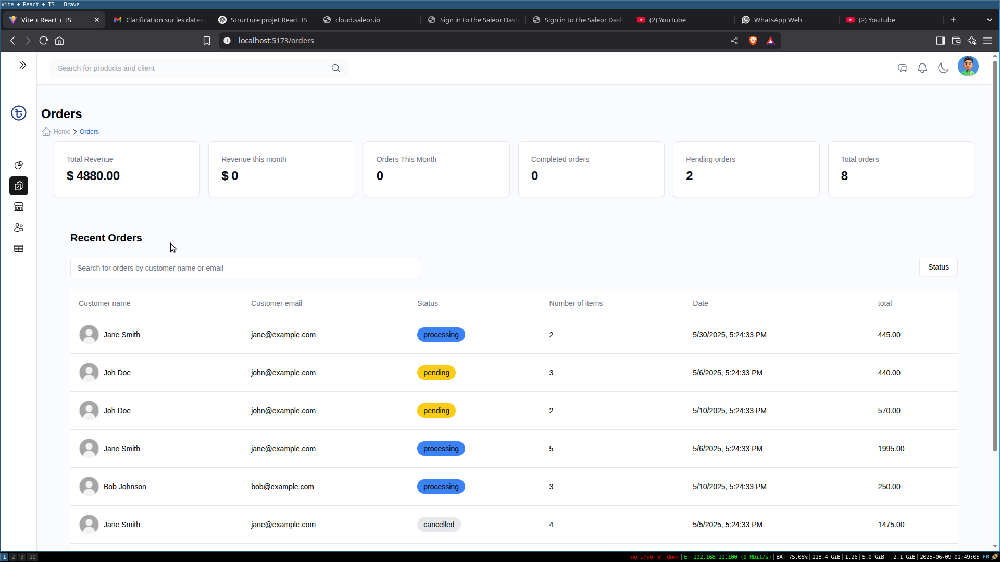 Vite + React + TS - Brave
Vite + React + TS
Clarification sur les dates
Structure projet React TS
cloud.saleor.io
Sign in to the Saleor Dash
Sign in to the Saleor Dash
(2) YouTube
WhatsApp Web
(2) YouTube
localhost:5173/orders
Search for products and client
Orders
Home
Orders
Total Revenue
$ 4880.00
Revenue this month
$ 0
Orders This Month
0
Completed orders
0
Pending orders
2
Total orders
8
Recent Orders
Search for orders by customer name or email
Status
Customer name Customer email Status Number of items Date total
Jane Smith jane@example.com processing 2 5/30/2025, 5:24:33 PM 445.00
Joh Doe john@example.com pending 3 5/6/2025, 5:24:33 PM 440.00
Joh Doe john@example.com pending 2 5/10/2025, 5:24:33 PM 570.00
Jane Smith jane@example.com processing 5 5/6/2025, 5:24:33 PM 1995.00
Bob Johnson bob@example.com processing 3 5/10/2025, 5:24:33 PM 250.00
Jane Smith jane@example.com cancelled 4 5/5/2025, 5:24:33 PM 1475.00
1 2 3 10
no IPv6 | W: down | E: 192.168.11.100 (0 Mbit/s) | BAT 75.05% | 118.4 GiB | 1.26 | 5.0 GiB | 2.1 GiB | 2025-06-09 01:49:05 FR